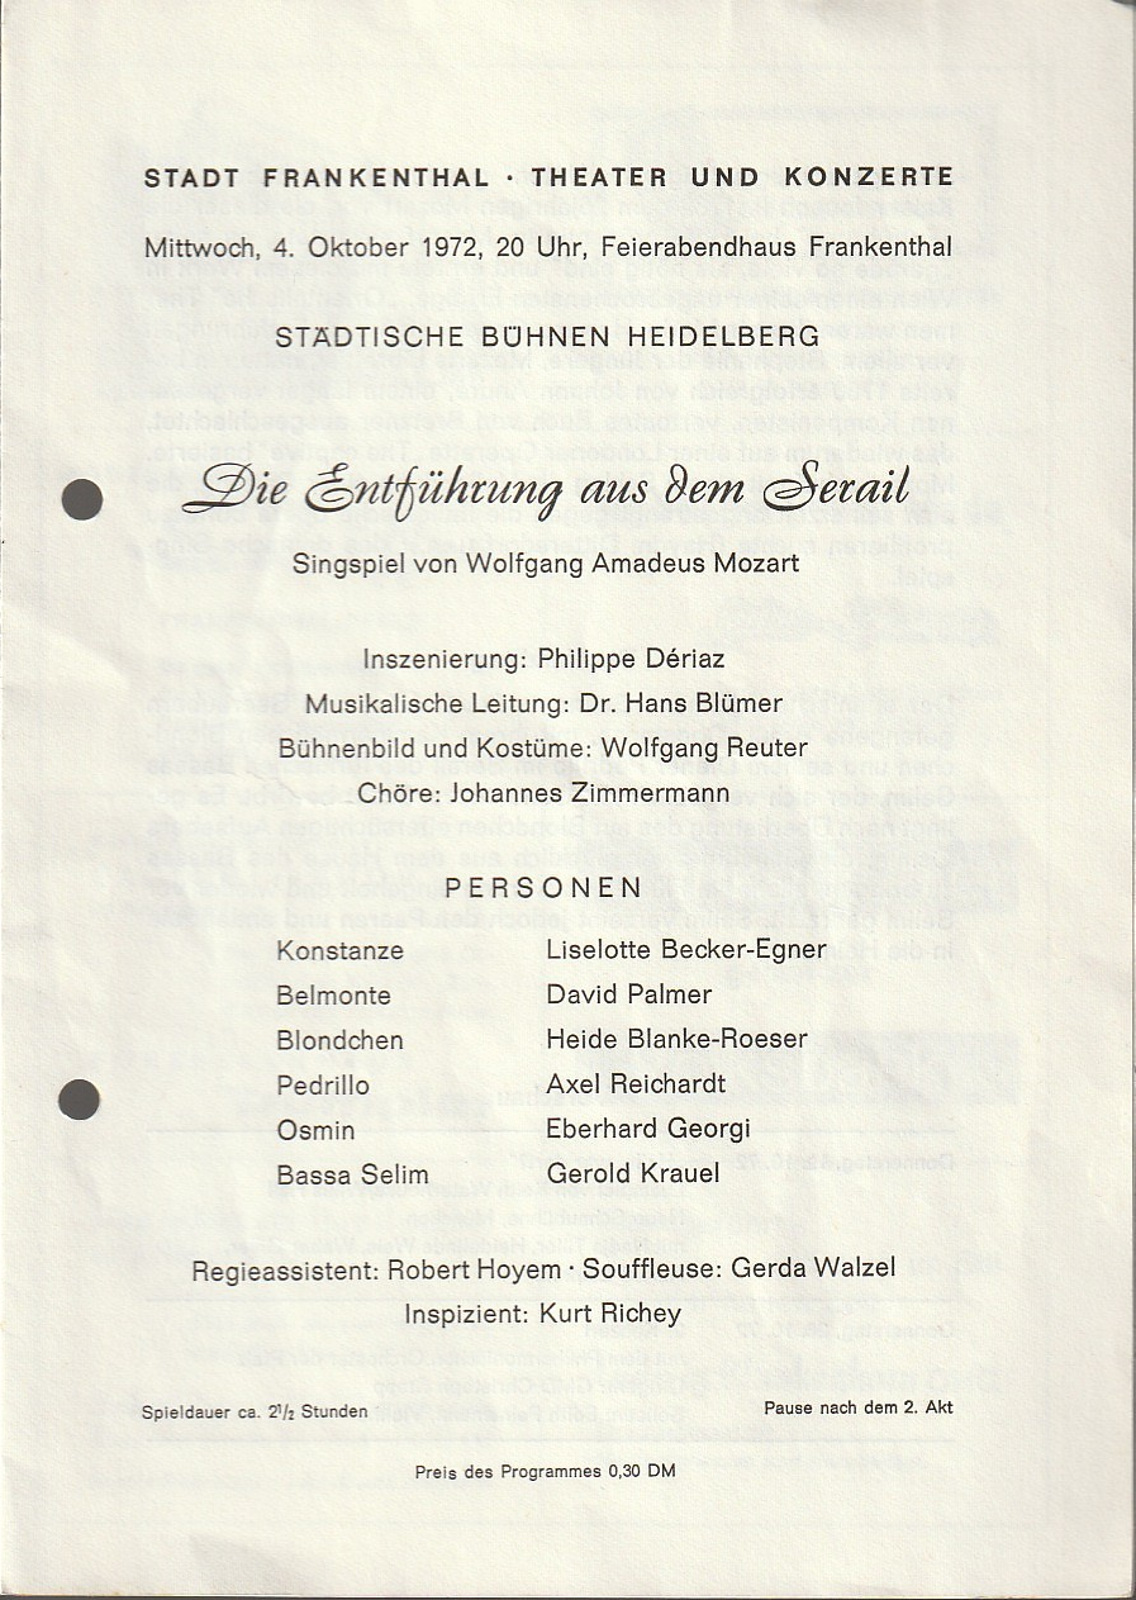 STADT FRANKENTHAL · THEATER UND KONZERTE
Mittwoch, 4. Oktober 1972, 20 Uhr, Feierabendhaus Frankenthal
STÄDTISCHE BÜHNEN HEIDELBERG
Die Entführung aus dem Serail
Singspiel von Wolfgang Amadeus Mozart
Inszenierung: Philippe Dériaz
Musikalische Leitung: Dr. Hans Blümer
Bühnenbild und Kostüme: Wolfgang Reuter
Chöre: Johannes Zimmermann
PERSONEN
Konstanze Liselotte Becker-Egner
Belmonte David Palmer
Blondchen Heide Blanke-Roeser
Pedrillo Axel Reichardt
Osmin Eberhard Georgi
Bassa Selim Gerold Krauel
Regieassistent: Robert Hoyem · Souffleuse: Gerda Walzel
Inspizient: Kurt Richey
Spieldauer ca. 2½ Stunden Pause nach dem 2. Akt
Preis des Programmes 0,30 DM